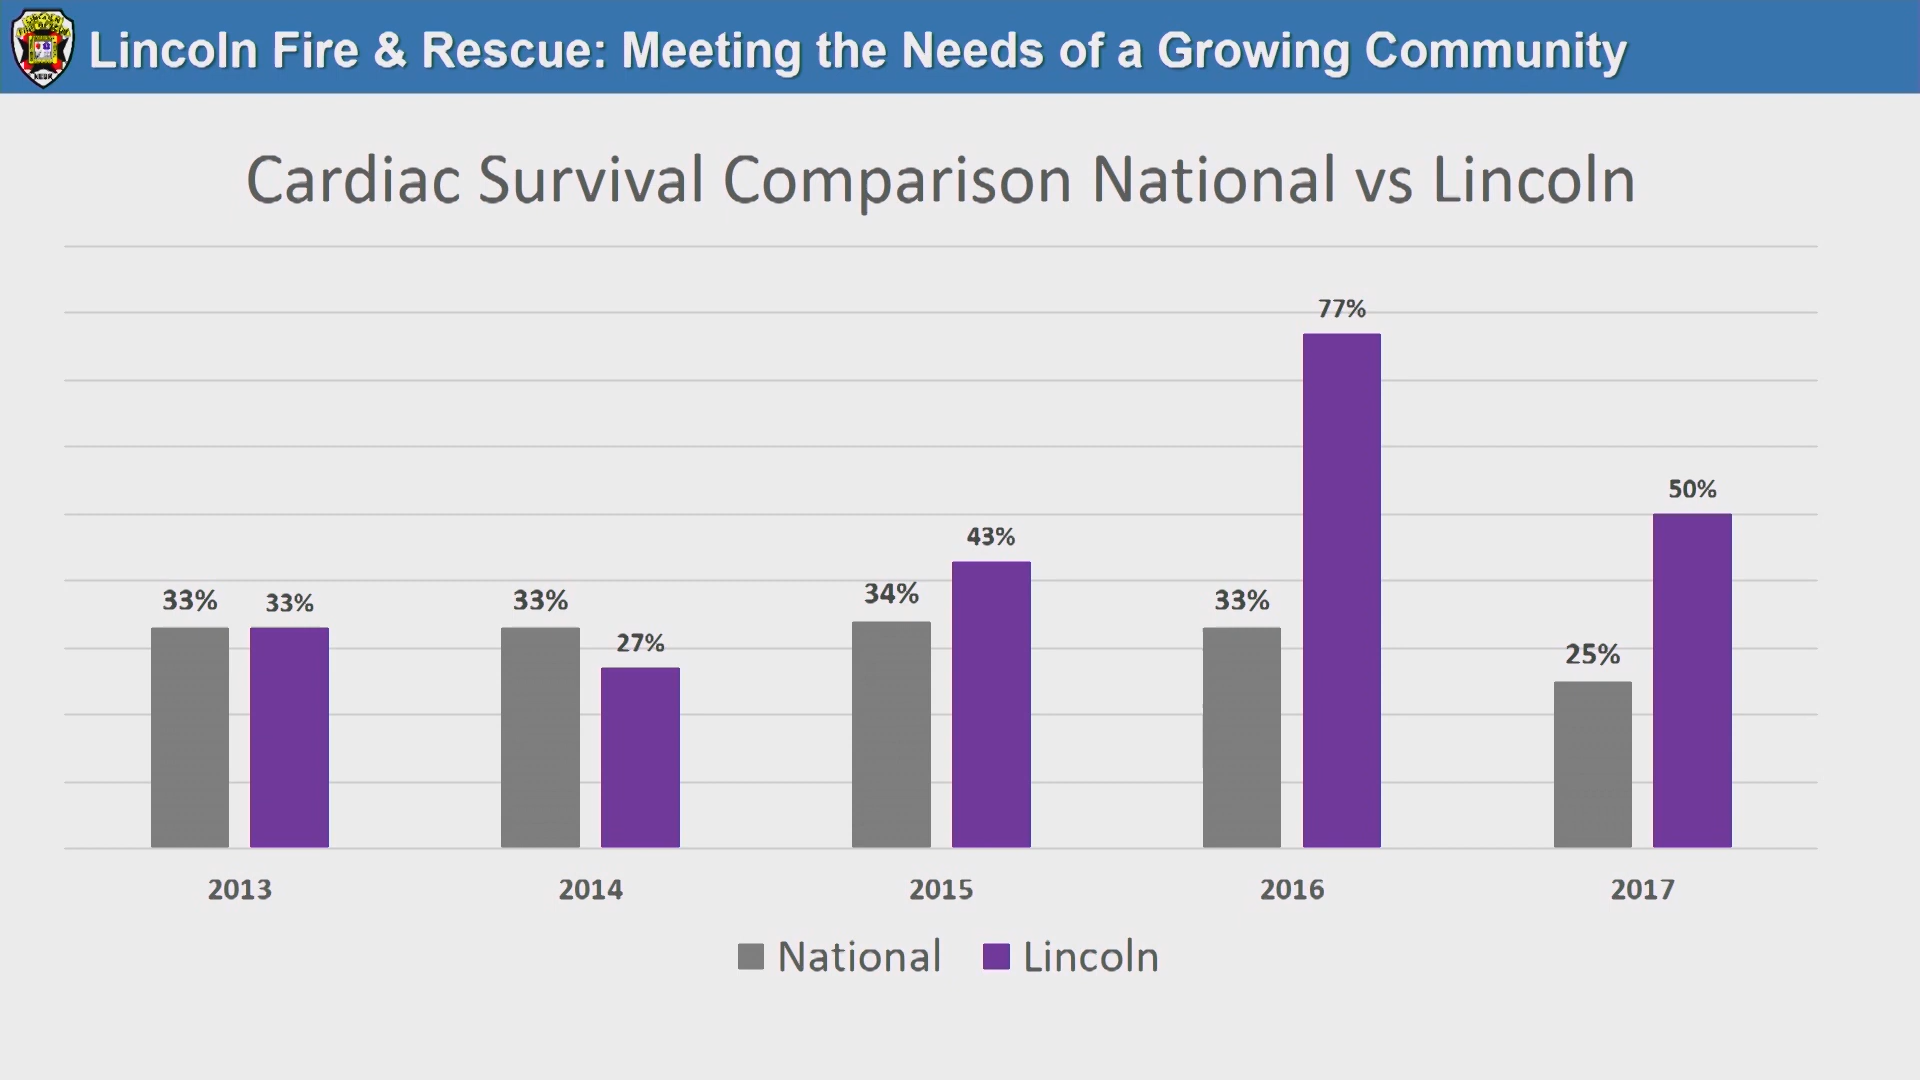 Lincoln Fire & Rescue: Meeting the Needs of a Growing Community
Cardiac Survival Comparison National vs Lincoln
33% 33% 33% 27% 34% 43% 33% 77% 25% 50%
2013 2014 2015 2016 2017
National Lincoln